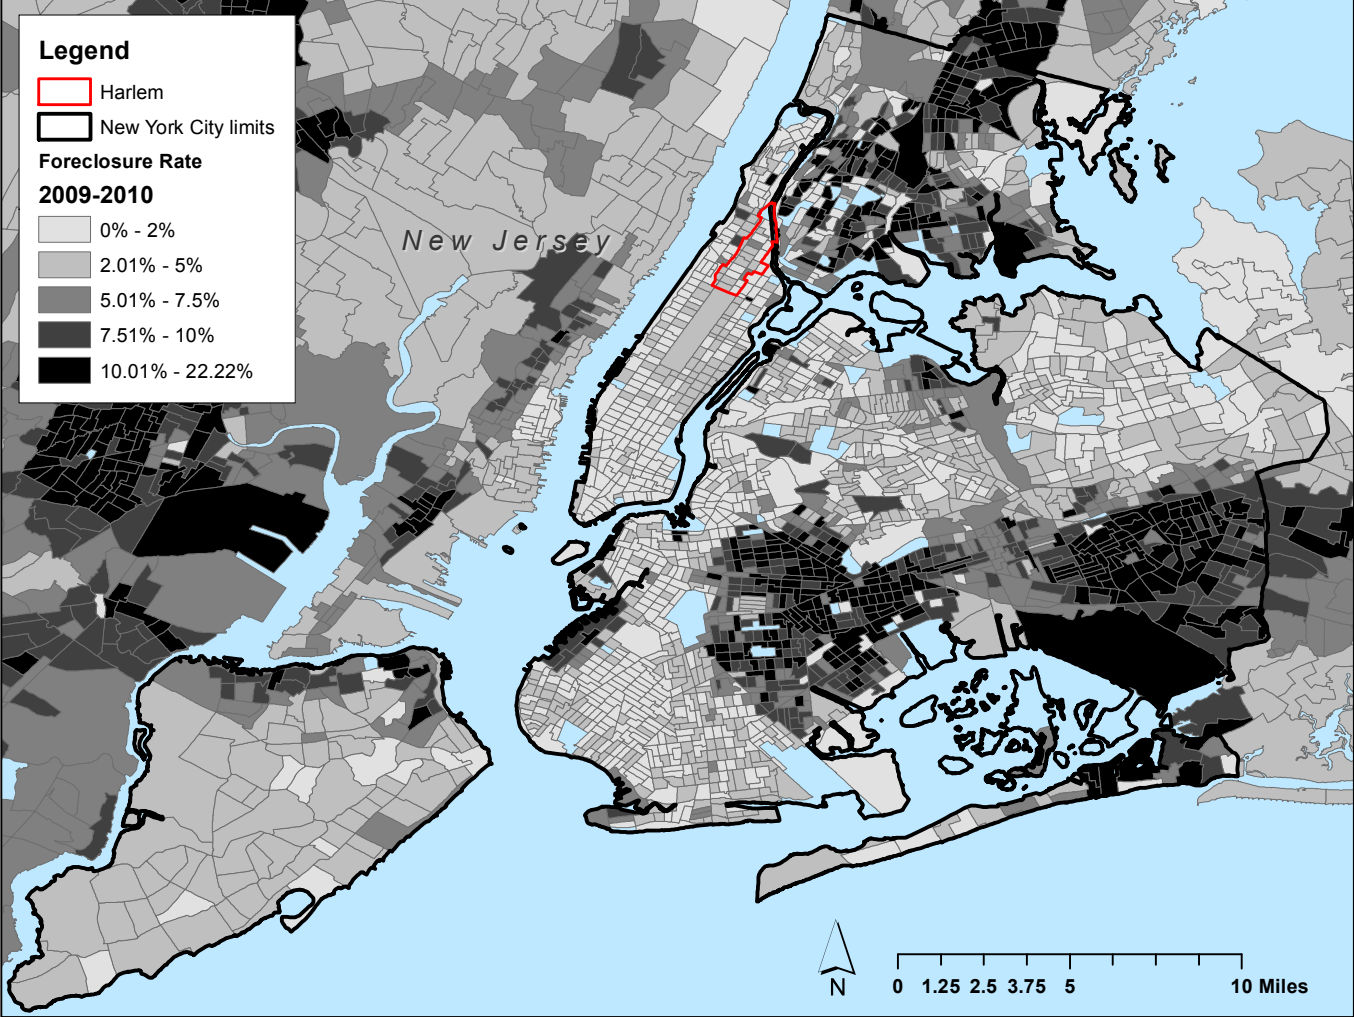 Legend
Harlem
New York City limits
Foreclosure Rate
2009-2010
0% - 2%
2.01% - 5%
5.01% - 7.5%
7.51% - 10%
10.01% - 22.22%
New Jersey
N
0 1.25 2.5 3.75 5 10 Miles